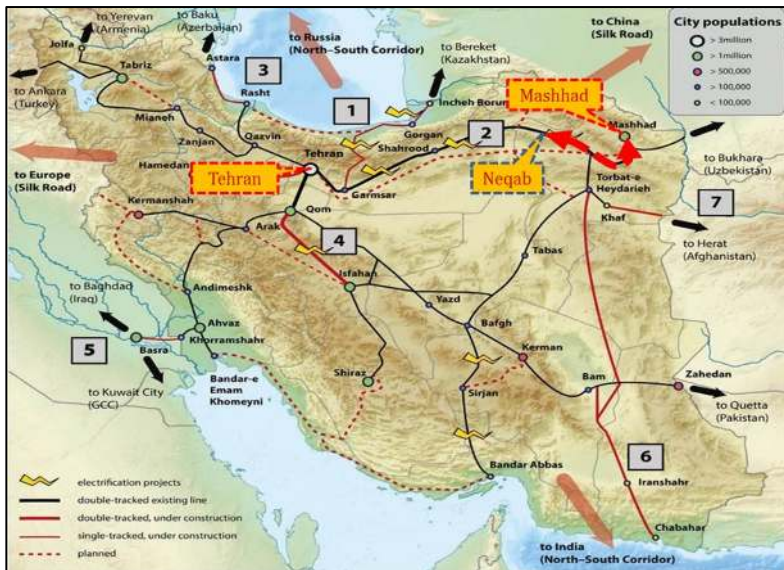 to Yerevan
(Armenia)
to Baku
(Azerbaijan)
to Russia
(North–South Corridor)
to Bereket
(Kazakhstan)
to China
(Silk Road)
City populations
> 3million
> 1million
> 500,000
> 100,000
< 100,000
Jolfa
Astara
Tabriz
to Ankara
(Turkey)
3
Rasht
1
Incheh Borun
Mashhad
Mianeh
Zanjan
Qazvin
Gorgan
2
Mashhad
Shahrood
Hamedan
Tehran
Tehran
Neqab
to Bukhara
(Uzbekistan)
to Europe
(Silk Road)
Garmsar
Torbat-e
Heydarieh
Kermanshah
Qom
Khaf
7
Arak
4
to Herat
(Afghanistan)
Tabas
Isfahan
to Baghdad
(Iraq)
Andimeshk
Yazd
Ahvaz
Bafgh
Kerman
5
Basra
Khorramshahr
Zahedan
Shiraz
Bam
to Kuwait City
(GCC)
Bandar-e
Emam
Khomeyni
Sirjan
to Quetta
(Pakistan)
6
Iranshahr
Bandar Abbas
Chabahar
to India
(North–South Corridor)
electrification projects
double-tracked existing line
double-tracked, under construction
single-tracked, under construction
planned